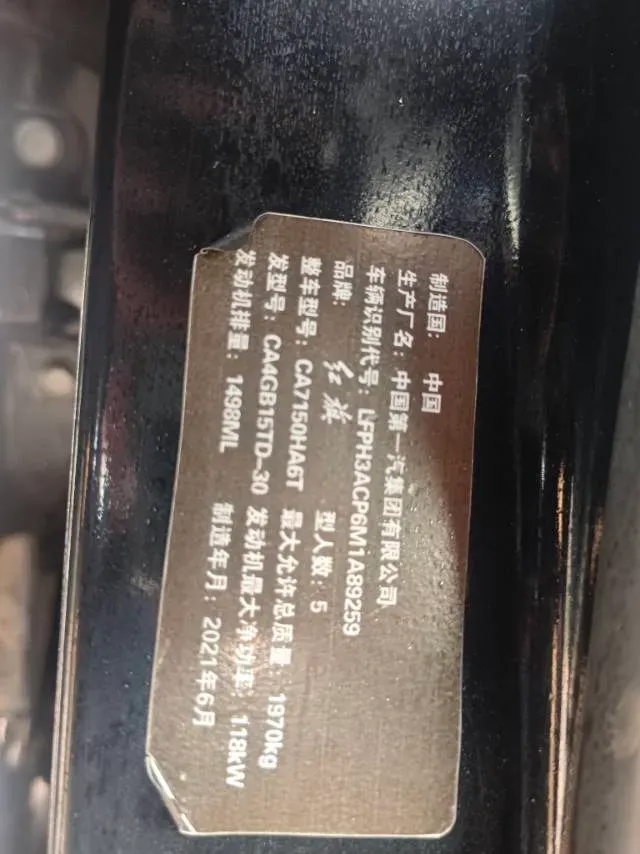 制造国：中国
生产厂名：中国第一汽集团有限公司
车辆识别代号：LFPH3ACP6M1A89259
品牌：红旗 型人数：5
整车型号：CA7150HA6T 最大允许总质量：1970kg
发型号：CA4GB15TD-30 发动机最大净功率：118kW
发动机排量：1498ML 制造年月：2021年6月